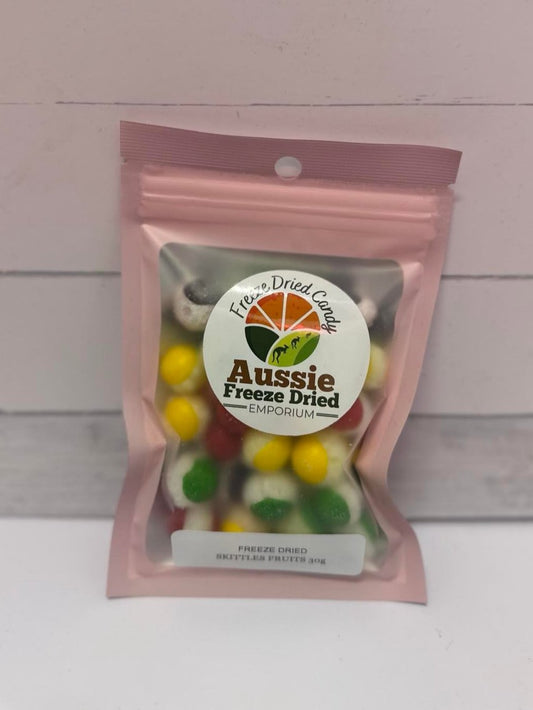 Freeze Dried Candy
Aussie
Freeze Dried
EMPORIUM
FREEZE DRIED
SKITTLES FRUITS 30g